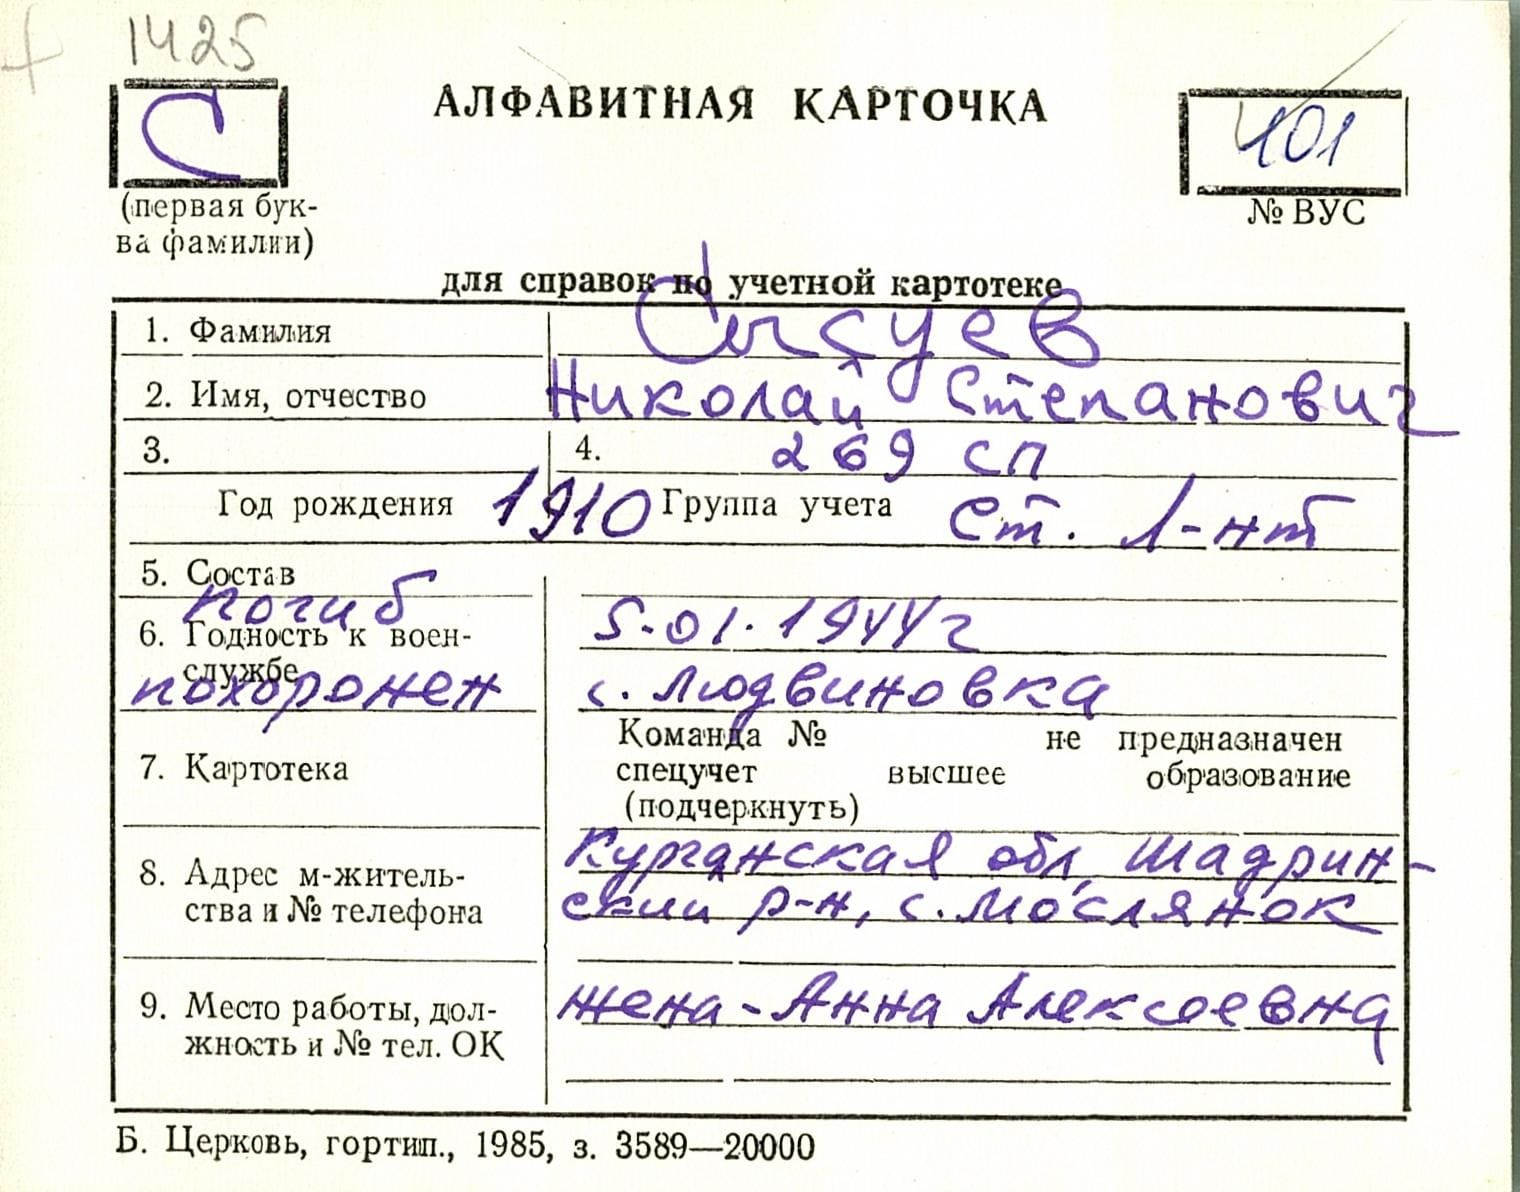 1425
С
АЛФАВИТНАЯ КАРТОЧКА
401
(первая бук-
ва фамилии)
№ ВУС
для справок по учетной картотеке
1. Фамилия Сысуев
2. Имя, отчество Николай Степанович
3. 4. 269 сп
Год рождения 1910 Группа учета Ст. л-нт
5. Состав
погиб 5.01.1944г
6. Годность к воен-
службе
похоронен с. Людвиновка
7. Картотека
Команда № не предназначен
спецучет высшее образование
(подчеркнуть)
8. Адрес м-житель-
ства и № телефона
Курганская обл, Шадрин-
ский р-н, с. Мослянок
9. Место работы, дол-
жность и № тел. ОК
жена - Анна Алексеевна
Б. Церковь, гортип., 1985, з. 3589—20000